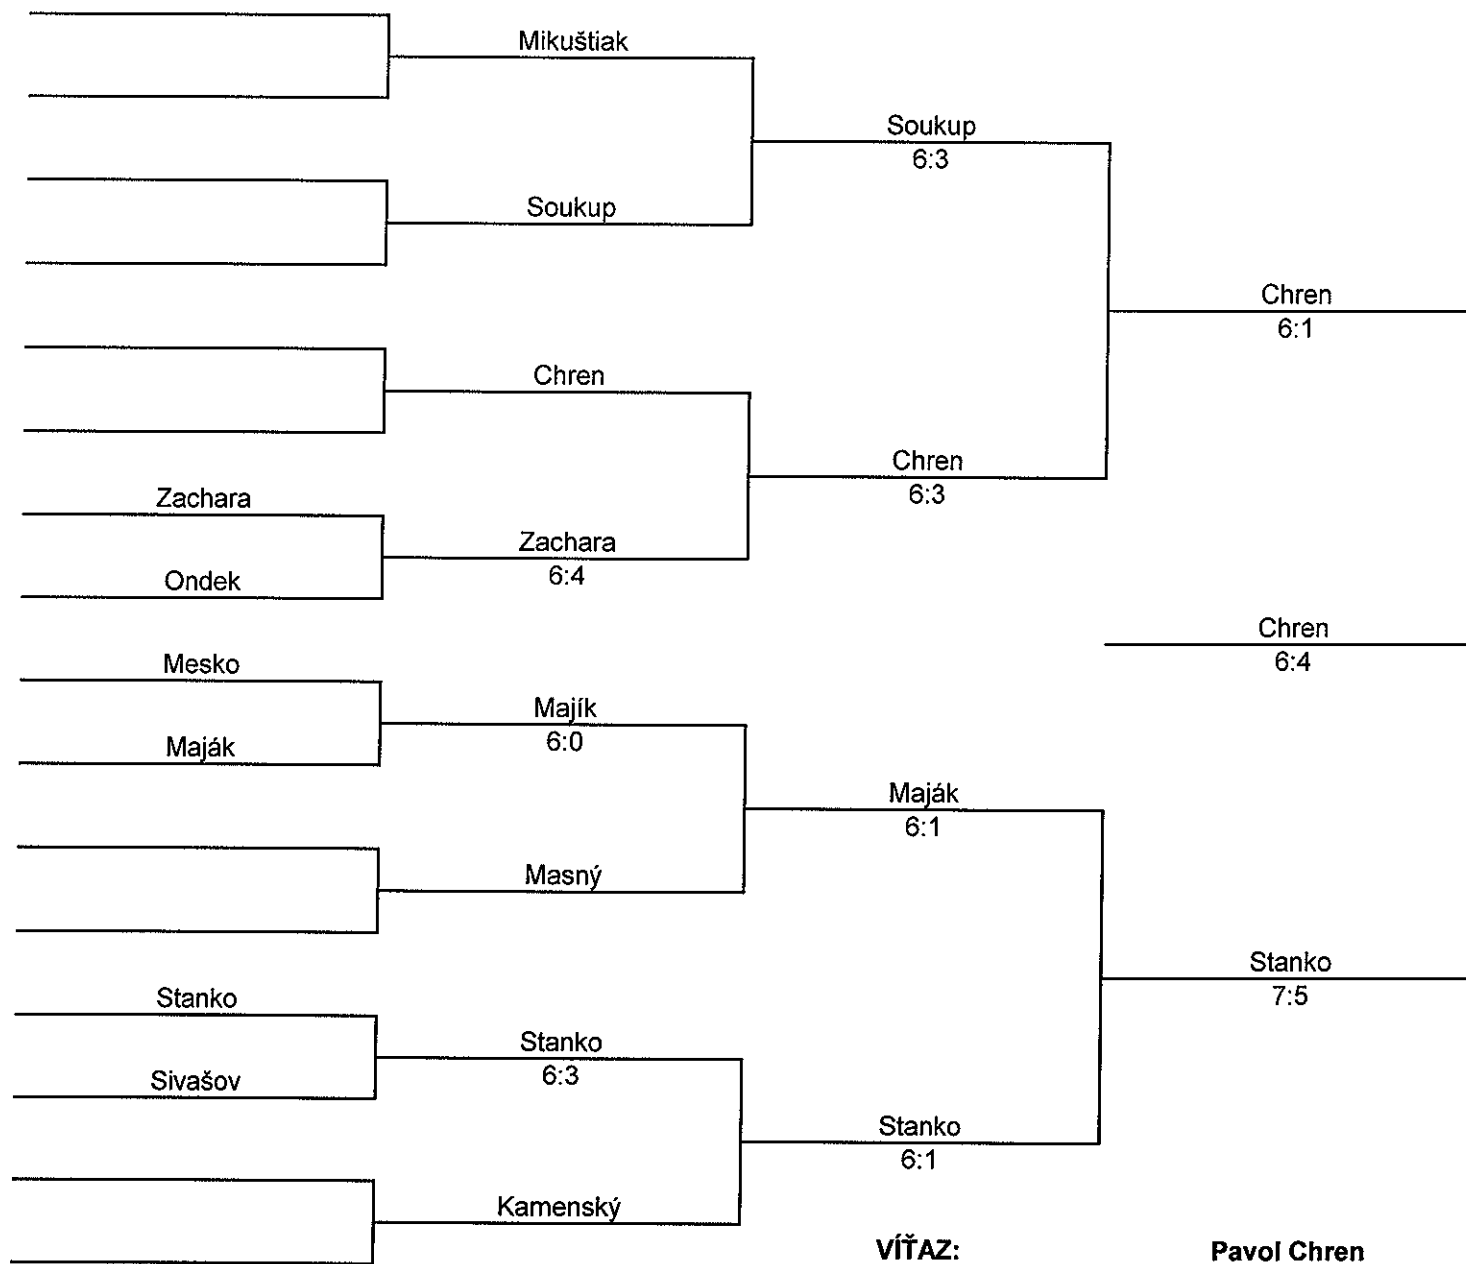 Mikuštiak
Soukup
6:3
Soukup
Chren
6:1
Chren
Chren
6:3
Zachara
Zachara
6:4
Ondek
Chren
6:4
Mesko
Majík
6:0
Maják
Maják
6:1
Masný
Stanko
7:5
Stanko
Stanko
6:3
Sivašov
Stanko
6:1
Kamenský
VÍŤAZ: Pavol Chren